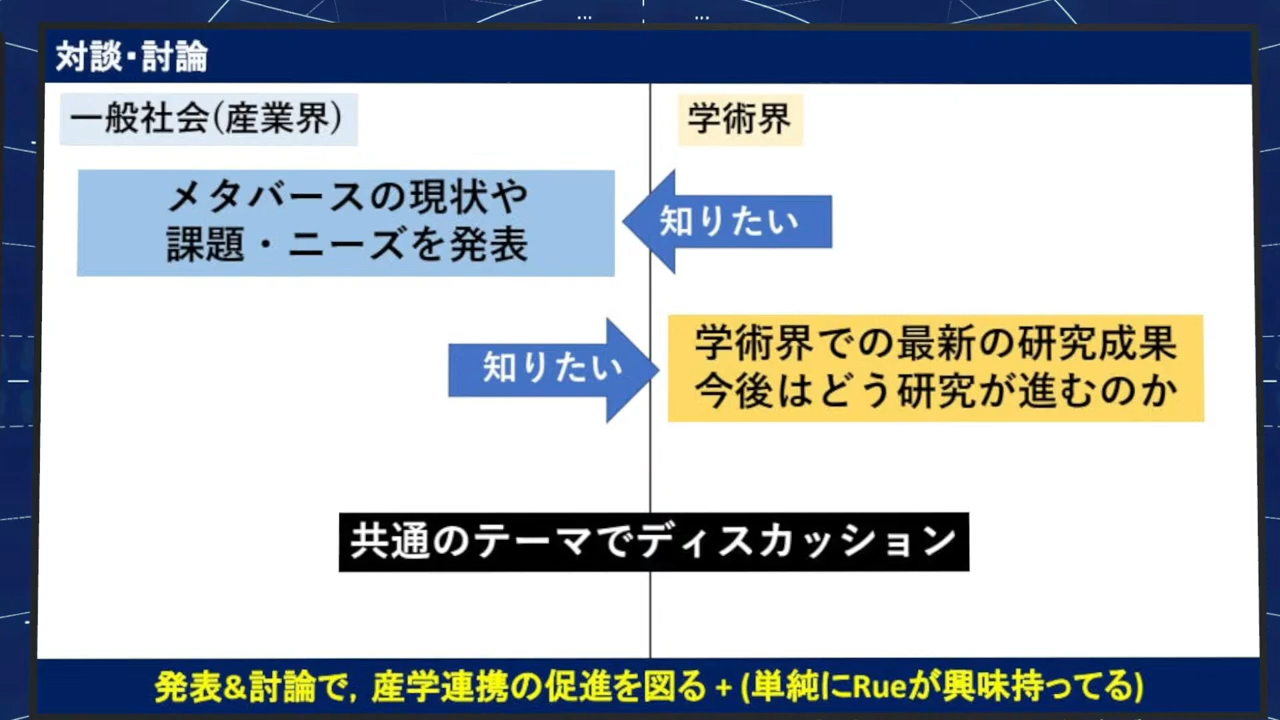 対談・討論
一般社会(産業界)
学術界
メタバースの現状や
課題・ニーズを発表
知りたい
知りたい
学術界での最新の研究成果
今後はどう研究が進むのか
共通のテーマでディスカッション
発表&討論で, 産学連携の促進を図る + (単純にRueが興味持ってる)